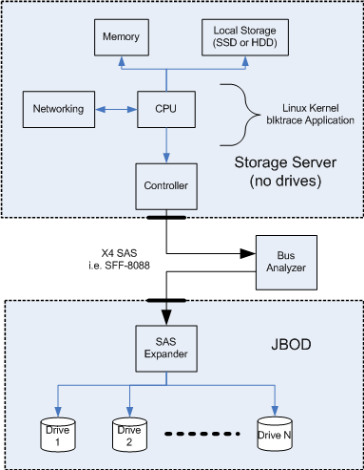 Memory
Local Storage
(SSD or HDD)
Networking
CPU
Linux Kernel
blktrace Application
Storage Server
(no drives)
Controller
X4 SAS
i.e. SFF-8088
Bus
Analyzer
SAS
Expander
JBOD
Drive
1
Drive
2
Drive N